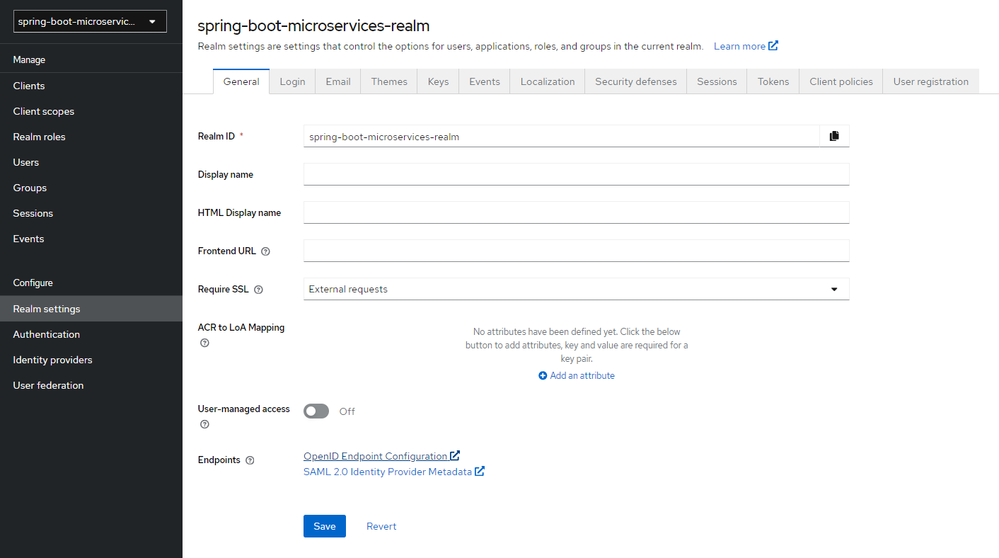 spring-boot-microservic...
Manage
Clients
Client scopes
Realm roles
Users
Groups
Sessions
Events
Configure
Realm settings
Authentication
Identity providers
User federation
spring-boot-microservices-realm
Realm settings are settings that control the options for users, applications, roles, and groups in the current realm. Learn more
General Login Email Themes Keys Events Localization Security defenses Sessions Tokens Client policies User registration
Realm ID * spring-boot-microservices-realm
Display name
HTML Display name
Frontend URL
Require SSL External requests
ACR to LoA Mapping
No attributes have been defined yet. Click the below
button to add attributes, key and value are required for a
key pair.
Add an attribute
User-managed access Off
Endpoints OpenID Endpoint Configuration
SAML 2.0 Identity Provider Metadata
Save Revert